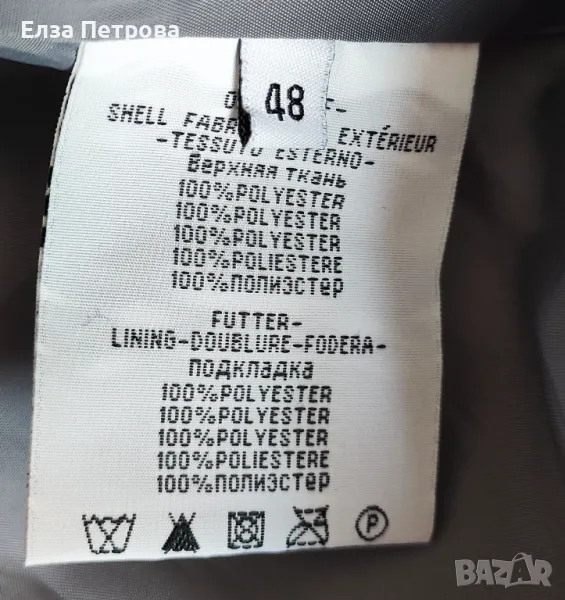 Елза Петрова
48
SHELL FABR EXTÉRIEUR
-TESSUTO ESTERNO-
Верхняя ткань
100%POLYESTER
100%POLYESTER
100%POLYESTER
100%POLIESTERE
100%полиэстер
FUTTER-
LINING-DOUBLURE-FODERA-
подкладка
100%POLYESTER
100%POLYESTER
100%POLYESTER
100%POLIESTERE
100%полиэстер
P
BAZAR